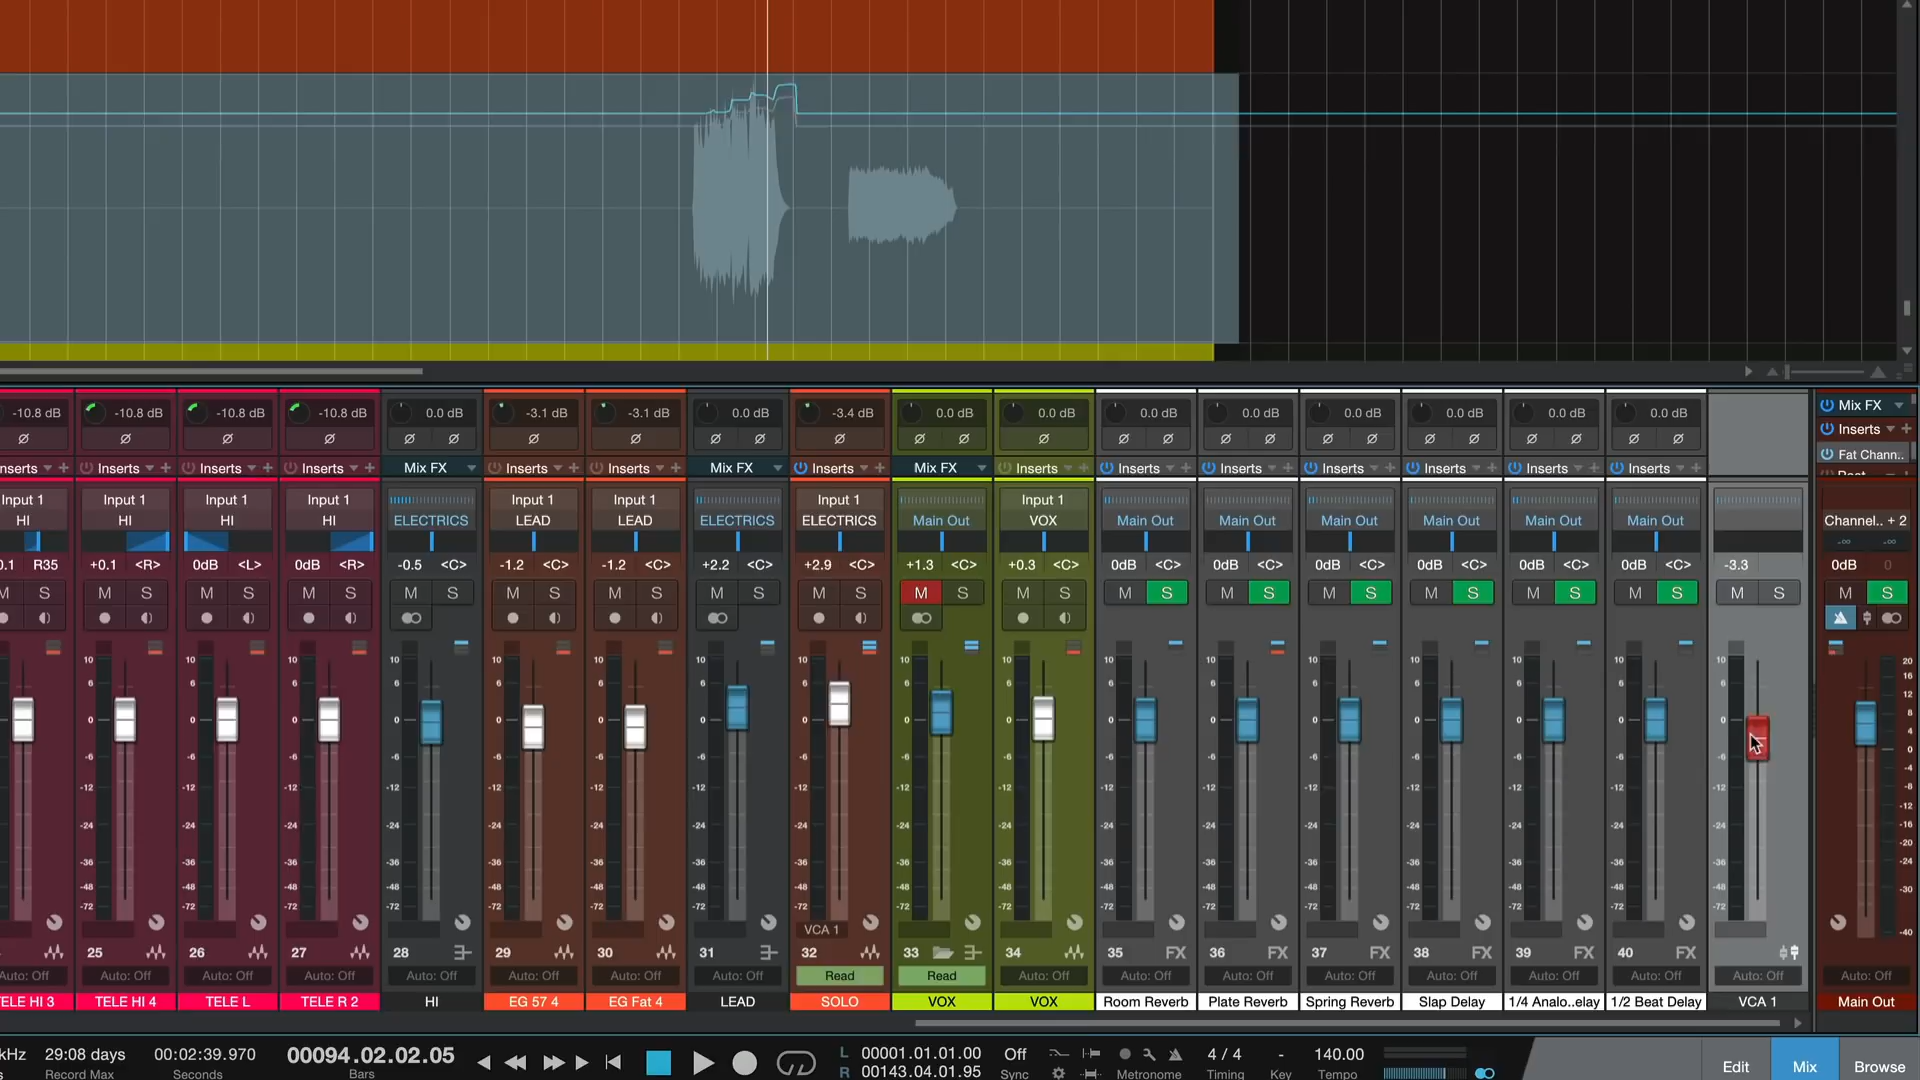 -10.8 dB -10.8 dB -10.8 dB -10.8 dB 0.0 dB -3.1 dB -3.1 dB 0.0 dB -3.4 dB 0.0 dB 0.0 dB 0.0 dB 0.0 dB 0.0 dB 0.0 dB 0.0 dB 0.0 dB Mix FX
Inserts
nserts Inserts Inserts Inserts Mix FX Inserts Inserts Mix FX Inserts Mix FX Inserts Inserts Inserts Inserts Inserts Inserts Inserts Fat Chann..
Input 1 Input 1 Input 1 Input 1 Input 1 Input 1 Input 1 Input 1
HI HI HI HI ELECTRICS LEAD LEAD ELECTRICS ELECTRICS Main Out VOX Main Out Main Out Main Out Main Out Main Out Main Out Channel.. + 2
-∞ -∞
0.1 R35 +0.1 <R> 0dB <L> 0dB <R> -0.5 <C> -1.2 <C> -1.2 <C> +2.2 <C> +2.9 <C> +1.3 <C> +0.3 <C> 0dB <C> 0dB <C> 0dB <C> 0dB <C> 0dB <C> 0dB <C> -3.3 0dB 0
M S M S M S M S M S M S M S M S M S M S M S M S M S M S M S M S M S M S M S
10 10 10 10 10 10 10 10 10 10 10 10 10 10 10 10 10 20
16
6 6 6 6 6 6 6 6 6 6 6 6 6 6 6 6 6 12
8
0 0 0 0 0 0 0 0 0 0 0 0 0 0 0 0 0 4
0
-6 -6 -6 -6 -6 -6 -6 -6 -6 -6 -6 -6 -6 -6 -6 -6 -6 -4
-12 -12 -12 -12 -12 -12 -12 -12 -12 -12 -12 -12 -12 -12 -12 -12 -12 -8
-12
-16
-24 -24 -24 -24 -24 -24 -24 -24 -24 -24 -24 -24 -24 -24 -24 -24 -24 -20
-24
-36 -36 -36 -36 -36 -36 -36 -36 -36 -36 -36 -36 -36 -36 -36 -36 -36
-48 -48 -48 -48 -48 -48 -48 -48 -48 -48 -48 -48 -48 -48 -48 -48 -48 -30
-72 -72 -72 -72 -72 -72 -72 -72 -72 -72 -72 -72 -72 -72 -72 -72 -72
VCA 1 -40
25 26 27 28 29 30 31 32 33 34 35 FX 36 FX 37 FX 38 FX 39 FX 40 FX
Auto: Off Auto: Off Auto: Off Auto: Off Auto: Off Auto: Off Auto: Off Auto: Off Read Read Auto: Off Auto: Off Auto: Off Auto: Off Auto: Off Auto: Off Auto: Off Auto: Off Auto: Off
ELE HI 3 TELE HI 4 TELE L TELE R 2 HI EG 57 4 EG Fat 4 LEAD SOLO VOX VOX Room Reverb Plate Reverb Spring Reverb Slap Delay 1/4 Analo..elay 1/2 Beat Delay VCA 1 Main Out
kHz 29:08 days 00:02:39.970 00094.02.02.05 L 00001.01.01.00 Off 4 / 4 - 140.00
s Record Max Seconds Bars R 00143.04.01.95 Sync Metronome Timing Key Tempo Edit Mix Browse